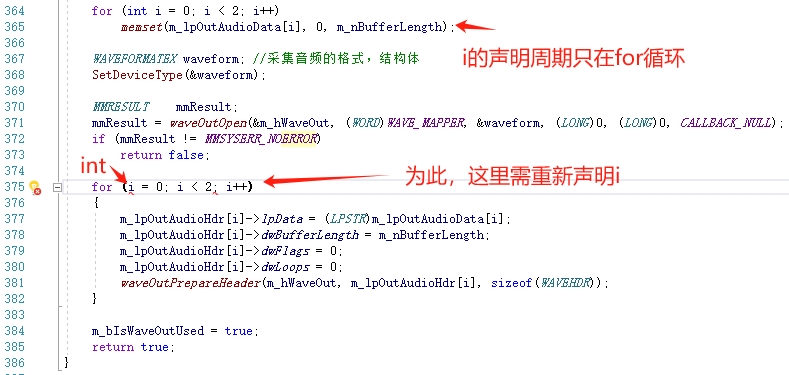 364 for (int i = 0; i < 2; i++)
365 memset(m_lpOutAudioData[i], 0, m_nBufferLength);
i的声明周期只在for循环
366
367 WAVEFORMATEX waveform; //采集音频的格式，结构体
368 SetDeviceType(&waveform);
369
370 MMRESULT mmResult;
371 mmResult = waveOutOpen(&m_hWaveOut, (WORD)WAVE_MAPPER, &waveform, (LONG)0, (LONG)0, CALLBACK_NULL);
372 if (mmResult != MMSYSERR_NOERROR)
373 return false;
374
int
375 for (i = 0; i < 2; i++)
为此，这里需重新声明i
376 {
377 m_lpOutAudioHdr[i]->lpData = (LPSTR)m_lpOutAudioData[i];
378 m_lpOutAudioHdr[i]->dwBufferLength = m_nBufferLength;
379 m_lpOutAudioHdr[i]->dwFlags = 0;
380 m_lpOutAudioHdr[i]->dwLoops = 0;
381 waveOutPrepareHeader(m_hWaveOut, m_lpOutAudioHdr[i], sizeof(WAVEHDR));
382 }
383
384 m_bIsWaveOutUsed = true;
385 return true;
386 }